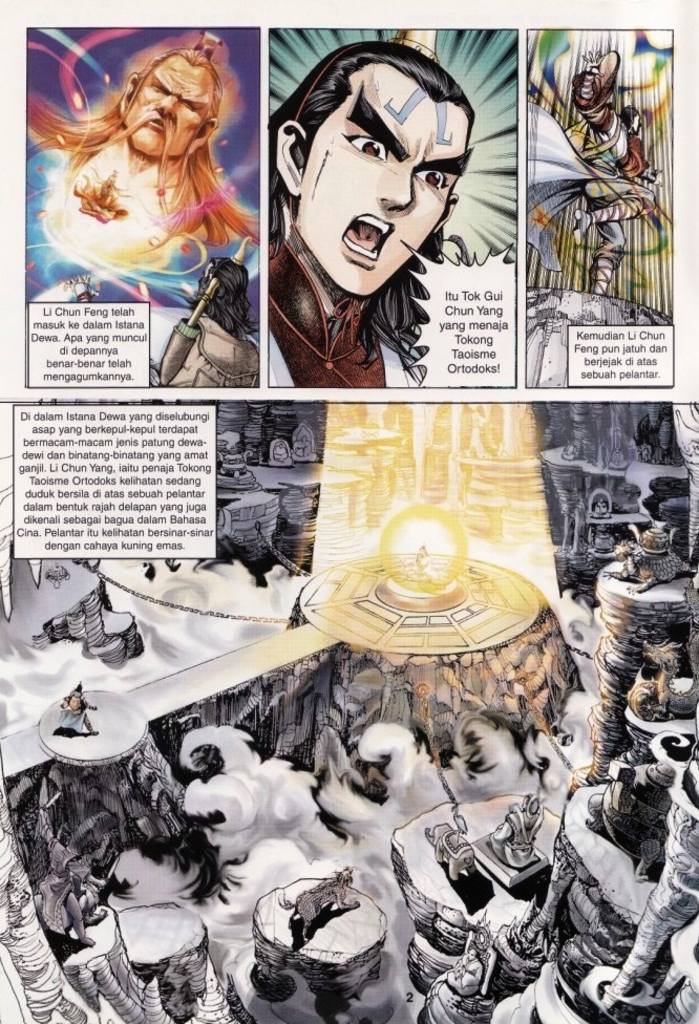 Li Chun Feng telah
masuk ke dalam Istana
Dewa. Apa yang muncul
di depannya
benar-benar telah
mengagumkannya.
Itu Tok Gui
Chun Yang
yang menaja
Tokong
Taoisme
Ortodoks!
Kemudian Li Chun
Feng pun jatuh dan
berjejak di atas
sebuah pelantar.
Di dalam Istana Dewa yang diselubungi
asap yang berkepul-kepul terdapat
bermacam-macam jenis patung dewa-
dewi dan binatang-binatang yang amat
ganjil. Li Chun Yang, iaitu penaja Tokong
Taoisme Ortodoks kelihatan sedang
duduk bersila di atas sebuah pelantar
dalam bentuk rajah delapan yang juga
dikenali sebagai bagua dalam Bahasa
Cina. Pelantar itu kelihatan bersinar-sinar
dengan cahaya kuning emas.
2